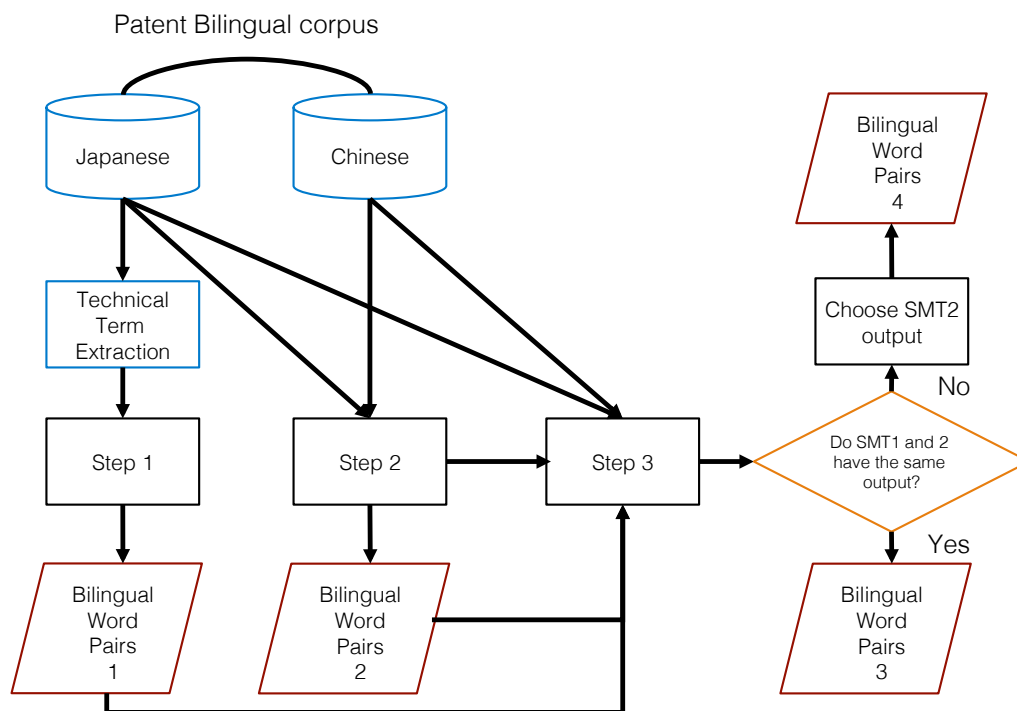 Patent Bilingual corpus
Japanese
Chinese
Bilingual
Word
Pairs
4
Technical
Term
Extraction
Choose SMT2
output
No
Step 1
Step 2
Step 3
Do SMT1 and 2
have the same
output?
Yes
Bilingual
Word
Pairs
1
Bilingual
Word
Pairs
2
Bilingual
Word
Pairs
3